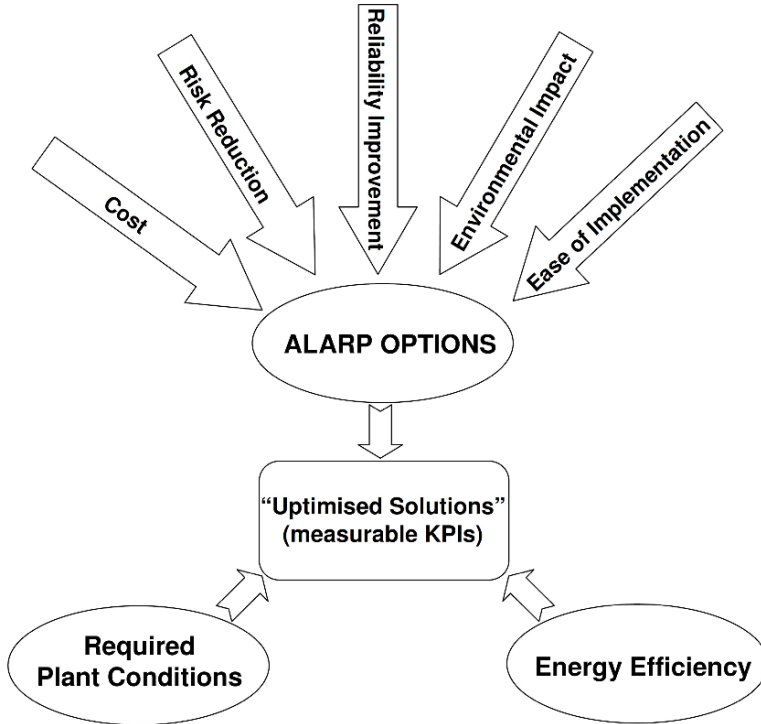 Cost
Risk Reduction
Reliability Improvement
Environmental Impact
Ease of Implementation
ALARP OPTIONS
“Uptimised Solutions”
(measurable KPIs)
Required
Plant Conditions
Energy Efficiency